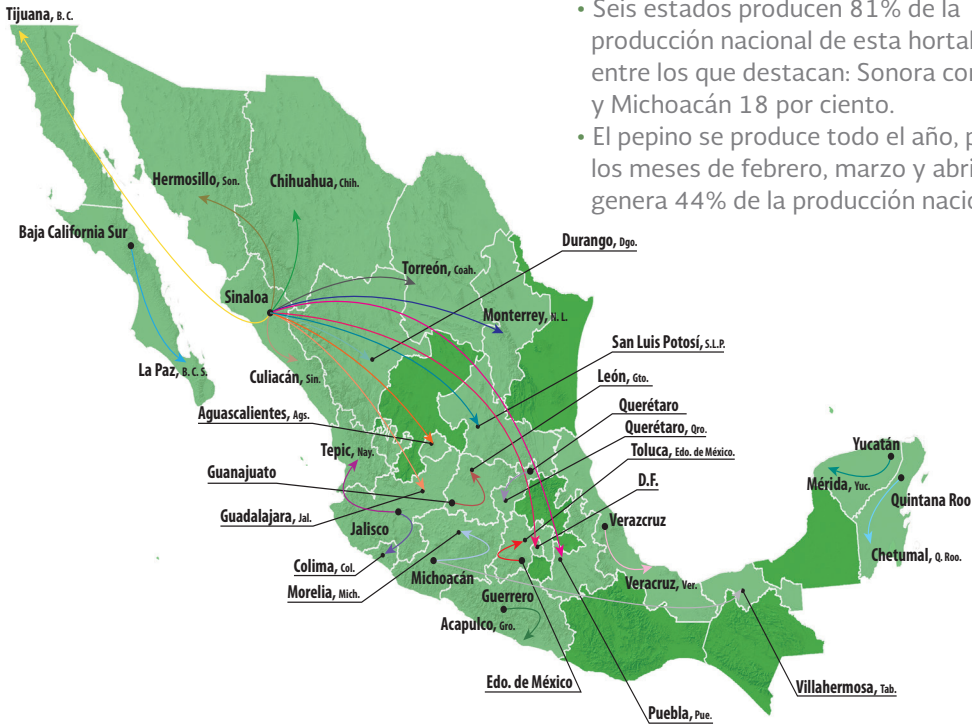 Tijuana, B. C.
• Seis estados producen 81% de la
producción nacional de esta
entre los que destacan: Sonora
y Michoacán 18 por ciento.
• El pepino se produce todo el año,
los meses de febrero, marzo y
genera 44% de la producción
Hermosillo, Son.
Chihuahua, Chih.
Baja California Sur
Durango, Dgo.
Torreón, Coah.
Sinaloa
Monterrey, N. L.
San Luis Potosí, S.L.P.
La Paz, B. C. S.
Culiacán, Sin.
León, Gto.
Querétaro
Aguascalientes, Ags.
Querétaro, Qro.
Tepic, Nay.
Toluca, Edo. de México.
Yucatán
Guanajuato
D.F.
Mérida, Yuc.
Quintana Roo
Guadalajara, Jal.
Jalisco
Verazcruz
Chetumal, Q. Roo.
Colima, Col.
Michoacán
Veracruz, Ver.
Morelia, Mich.
Guerrero
Acapulco, Gro.
Edo. de México
Villahermosa, Tab.
Puebla, Pue.